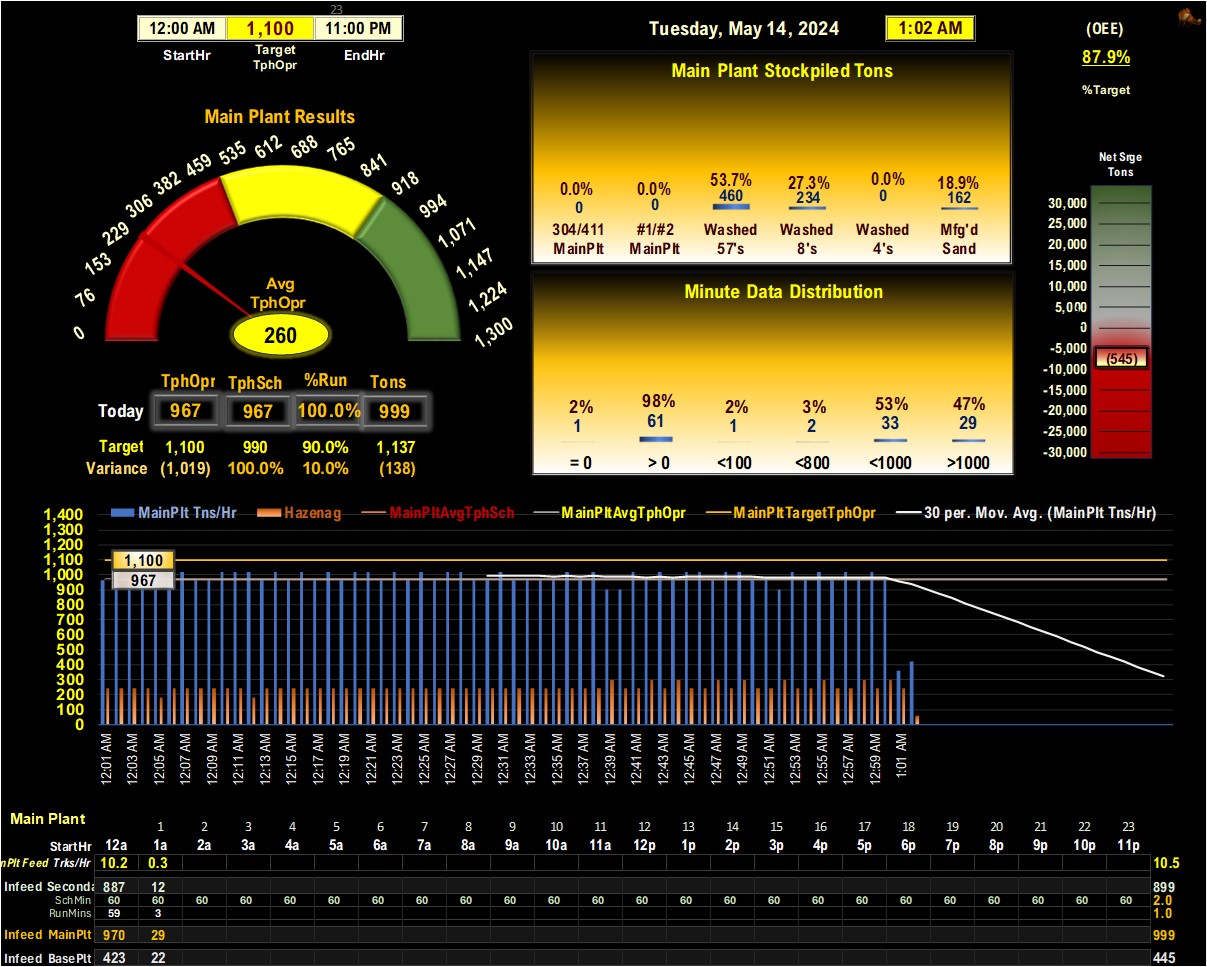 23
12:00 AM 1,100 11:00 PM
StartHr Target TphOpr EndHr
Tuesday, May 14, 2024 1:02 AM
(OEE)
87.9%
%Target
Main Plant Results
0 76 153 229 306 382 459 535 612 688 765 841 918 994 1,071 1,147 1,224 1,300
Avg
TphOpr
260
TphOpr TphSch %Run Tons
Today 967 967 100.0% 999
Target 1,100 990 90.0% 1,137
Variance (1,019) 100.0% 10.0% (138)
Main Plant Stockpiled Tons
0.0% 0.0% 53.7% 27.3% 0.0% 18.9%
0 0 460 234 0 162
304/411 #1/#2 Washed Washed Washed Mfg'd
MainPlt MainPlt 57's 8's 4's Sand
Minute Data Distribution
2% 98% 2% 3% 53% 47%
1 61 1 2 33 29
= 0 > 0 <100 <800 <1000 >1000
Net Srge
Tons
30,000
25,000
20,000
15,000
10,000
5,000
0
-5,000
(545)
-10,000
-15,000
-20,000
-25,000
-30,000
MainPlt Tns/Hr Hazenag MainPltAvgTphSch MainPltAvgTphOpr MainPltTargetTphOpr 30 per. Mov. Avg. (MainPlt Tns/Hr)
1,400
1,300
1,200
1,100
1,000
900
800
700
600
500
400
300
200
100
0
1,100
967
12:01 AM 12:03 AM 12:05 AM 12:07 AM 12:09 AM 12:11 AM 12:13 AM 12:15 AM 12:17 AM 12:19 AM 12:21 AM 12:23 AM 12:25 AM 12:27 AM 12:29 AM 12:31 AM 12:33 AM 12:35 AM 12:37 AM 12:39 AM 12:41 AM 12:43 AM 12:45 AM 12:47 AM 12:49 AM 12:51 AM 12:53 AM 12:55 AM 12:57 AM 12:59 AM 1:01 AM
Main Plant
1 2 3 4 5 6 7 8 9 10 11 12 13 14 15 16 17 18 19 20 21 22 23
StartHr 12a 1a 2a 3a 4a 5a 6a 7a 8a 9a 10a 11a 12p 1p 2p 3p 4p 5p 6p 7p 8p 9p 10p 11p
nPlt Feed Trks/Hr 10.2 0.3 10.5
Infeed Seconda 887 12 899
SchMin 60 60 60 60 60 60 60 60 60 60 60 60 60 60 60 60 60 60 60 60 60 60 60 60 2.0
RunMins 59 3 1.0
Infeed MainPlt 970 29 999
Infeed BasePlt 423 22 445